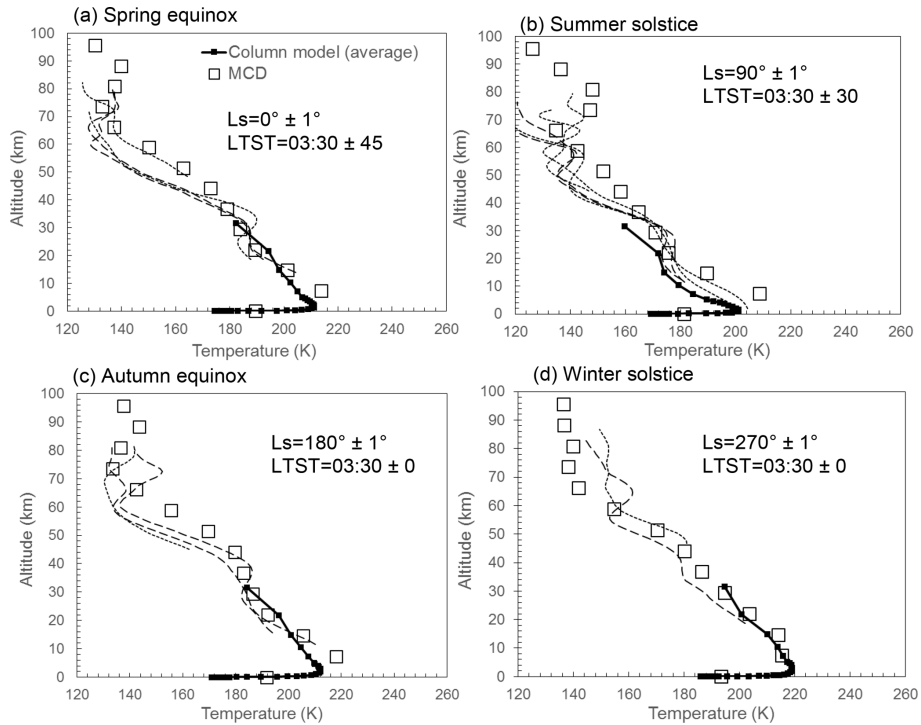 (a) Spring equinox
100
90
80
70
60
50
40
30
20
10
0
Altitude (km)
Column model (average)
MCD
Ls=0° ± 1°
LTST=03:30 ± 45
120 140 160 180 200 220 240 260
Temperature (K)
(b) Summer solstice
100
90
80
70
60
50
40
30
20
10
0
Altitude (km)
Ls=90° ± 1°
LTST=03:30 ± 30
120 140 160 180 200 220 240 260
Temperature (K)
(c) Autumn equinox
100
90
80
70
60
50
40
30
20
10
0
Altitude (km)
Ls=180° ± 1°
LTST=03:30 ± 0
120 140 160 180 200 220 240 260
Temperature (K)
(d) Winter solstice
100
90
80
70
60
50
40
30
20
10
0
Altitude (km)
Ls=270° ± 1°
LTST=03:30 ± 0
120 140 160 180 200 220 240 260
Temperature (K)